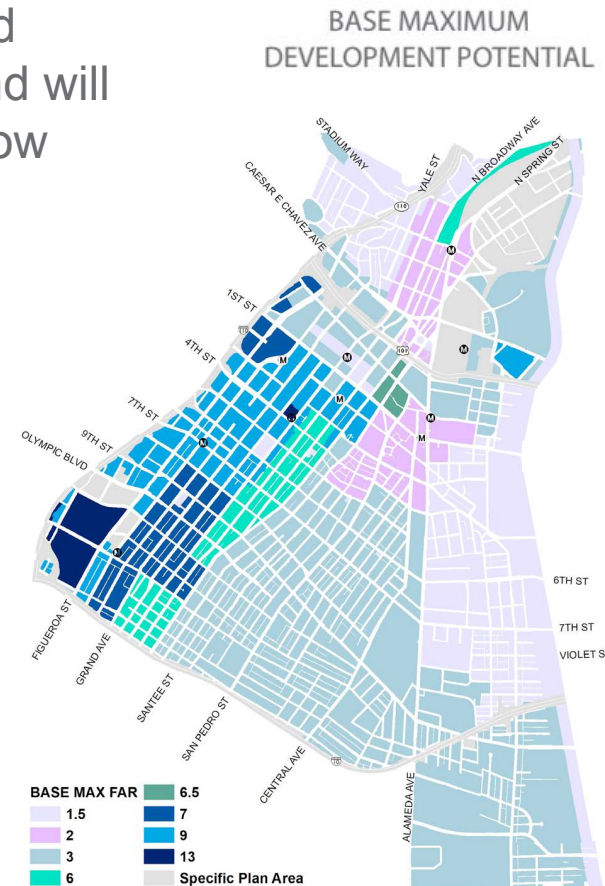 d
nd will
ow
BASE MAXIMUM
DEVELOPMENT POTENTIAL
STADIUM WAY
YALE ST
N BROADWAY AVE
N SPRING ST
CAESAR E CHAVEZ AVE
110
M
1ST ST
110
4TH ST
M
M
101
M
7TH ST
M
M
M
9TH ST
M
OLYMPIC BLVD
M
6TH ST
FIGUEROA ST
7TH ST
GRAND AVE
VIOLET S
SANTEE ST
SAN PEDRO ST
CENTRAL AVE
10
ALAMEDA AVE
BASE MAX FAR
1.5
2
3
6
6.5
7
9
13
Specific Plan Area